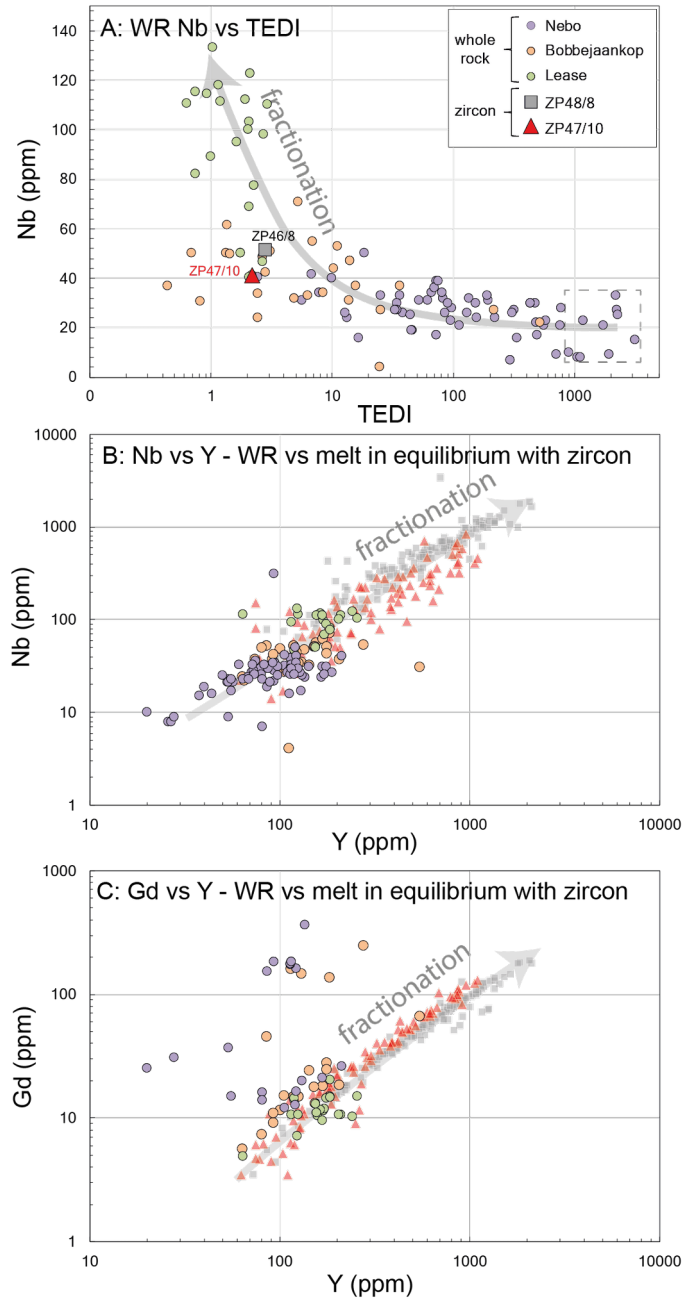 A: WR Nb vs TEDI
whole
rock
Nebo
Bobbejaankop
Lease
zircon
ZP48/8
ZP47/10
fractionation
ZP46/8
ZP47/10
Nb (ppm)
140
120
100
80
60
40
20
0
0
1
10
100
1000
TEDI
B: Nb vs Y - WR vs melt in equilibrium with zircon
fractionation
Nb (ppm)
10000
1000
100
10
1
10
100
1000
10000
Y (ppm)
C: Gd vs Y - WR vs melt in equilibrium with zircon
fractionation
Gd (ppm)
1000
100
10
1
10
100
1000
10000
Y (ppm)